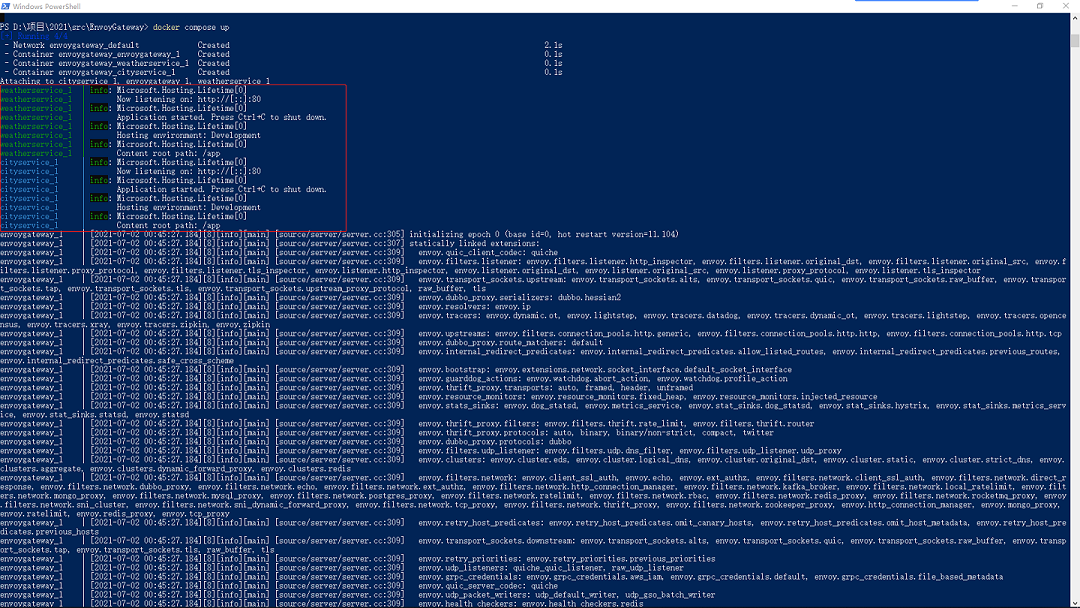 Windows PowerShell
PS D:\项目\2021\src\EnvoyGateway> docker compose up
[+] Running 4/4
- Network envoygateway_default Created 2.1s
- Container envoygateway_envoygateway_1 Created 0.1s
- Container envoygateway_weatherservice_1 Created 0.1s
- Container envoygateway_cityservice_1 Created 0.1s
Attaching to cityservice_1, envoygateway_1, weatherservice_1
weatherservice_1 | info: Microsoft.Hosting.Lifetime[0]
weatherservice_1 | Now listening on: http://[::]:80
weatherservice_1 | info: Microsoft.Hosting.Lifetime[0]
weatherservice_1 | Application started. Press Ctrl+C to shut down.
weatherservice_1 | info: Microsoft.Hosting.Lifetime[0]
weatherservice_1 | Hosting environment: Development
weatherservice_1 | info: Microsoft.Hosting.Lifetime[0]
weatherservice_1 | Content root path: /app
cityservice_1 | info: Microsoft.Hosting.Lifetime[0]
cityservice_1 | Now listening on: http://[::]:80
cityservice_1 | info: Microsoft.Hosting.Lifetime[0]
cityservice_1 | Application started. Press Ctrl+C to shut down.
cityservice_1 | info: Microsoft.Hosting.Lifetime[0]
cityservice_1 | Hosting environment: Development
cityservice_1 | info: Microsoft.Hosting.Lifetime[0]
cityservice_1 | Content root path: /app
envoygateway_1 | [2021-07-02 00:45:27.184][8][info][main] [source/server/server.cc:305] initializing epoch 0 (base id=0, hot restart version=11.104)
envoygateway_1 | [2021-07-02 00:45:27.184][8][info][main] [source/server/server.cc:307] statically linked extensions:
envoygateway_1 | [2021-07-02 00:45:27.184][8][info][main] [source/server/server.cc:309] envoy.quic_client_codec: quiche
envoygateway_1 | [2021-07-02 00:45:27.184][8][info][main] [source/server/server.cc:309] envoy.filters.listener: envoy.filters.listener.http_inspector, envoy.filters.listener.original_dst, envoy.filters.listener.original_src, envoy.f
ilters.listener.proxy_protocol, envoy.filters.listener.tls_inspector, envoy.listener.http_inspector, envoy.listener.original_dst, envoy.listener.original_src, envoy.listener.proxy_protocol, envoy.listener.tls_inspector
envoygateway_1 | [2021-07-02 00:45:27.184][8][info][main] [source/server/server.cc:309] envoy.transport_sockets.upstream: envoy.transport_sockets.alts, envoy.transport_sockets.quic, envoy.transport_sockets.raw_buffer, envoy.transpor
t_sockets.tap, envoy.transport_sockets.tls, envoy.transport_sockets.upstream_proxy_protocol, raw_buffer, tls
envoygateway_1 | [2021-07-02 00:45:27.184][8][info][main] [source/server/server.cc:309] envoy.dubbo_proxy.serializers: dubbo.hessian2
envoygateway_1 | [2021-07-02 00:45:27.184][8][info][main] [source/server/server.cc:309] envoy.resolvers: envoy.ip
envoygateway_1 | [2021-07-02 00:45:27.184][8][info][main] [source/server/server.cc:309] envoy.tracers: envoy.dynamic.ot, envoy.lightstep, envoy.tracers.datadog, envoy.tracers.dynamic_ot, envoy.tracers.lightstep, envoy.tracers.opence
nsus, envoy.tracers.xray, envoy.tracers.zipkin, envoy.zipkin
envoygateway_1 | [2021-07-02 00:45:27.184][8][info][main] [source/server/server.cc:309] envoy.upstreams: envoy.filters.connection_pools.http.generic, envoy.filters.connection_pools.http.http, envoy.filters.connection_pools.http.tcp
envoygateway_1 | [2021-07-02 00:45:27.184][8][info][main] [source/server/server.cc:309] envoy.dubbo_proxy.route_matchers: default
envoygateway_1 | [2021-07-02 00:45:27.184][8][info][main] [source/server/server.cc:309] envoy.internal_redirect_predicates: envoy.internal_redirect_predicates.allow_listed_routes, envoy.internal_redirect_predicates.previous_routes,
envoy.internal_redirect_predicates.safe_cross_scheme
envoygateway_1 | [2021-07-02 00:45:27.184][8][info][main] [source/server/server.cc:309] envoy.bootstrap: envoy.extensions.network.socket_interface.default_socket_interface
envoygateway_1 | [2021-07-02 00:45:27.184][8][info][main] [source/server/server.cc:309] envoy.guarddog_actions: envoy.watchdog.abort_action, envoy.watchdog.profile_action
envoygateway_1 | [2021-07-02 00:45:27.184][8][info][main] [source/server/server.cc:309] envoy.thrift_proxy.transports: auto, framed, header, unframed
envoygateway_1 | [2021-07-02 00:45:27.184][8][info][main] [source/server/server.cc:309] envoy.resource_monitors: envoy.resource_monitors.fixed_heap, envoy.resource_monitors.injected_resource
envoygateway_1 | [2021-07-02 00:45:27.184][8][info][main] [source/server/server.cc:309] envoy.stats_sinks: envoy.dog_statsd, envoy.metrics_service, envoy.stat_sinks.dog_statsd, envoy.stat_sinks.hystrix, envoy.stat_sinks.metrics_serv
ice, envoy.stat_sinks.statsd, envoy.statsd
envoygateway_1 | [2021-07-02 00:45:27.184][8][info][main] [source/server/server.cc:309] envoy.thrift_proxy.filters: envoy.filters.thrift.rate_limit, envoy.filters.thrift.router
envoygateway_1 | [2021-07-02 00:45:27.184][8][info][main] [source/server/server.cc:309] envoy.thrift_proxy.protocols: auto, binary, binary/non-strict, compact, twitter
envoygateway_1 | [2021-07-02 00:45:27.184][8][info][main] [source/server/server.cc:309] envoy.dubbo_proxy.protocols: dubbo
envoygateway_1 | [2021-07-02 00:45:27.184][8][info][main] [source/server/server.cc:309] envoy.filters.udp_listener: envoy.filters.udp.dns_filter, envoy.filters.udp_listener.udp_proxy
envoygateway_1 | [2021-07-02 00:45:27.184][8][info][main] [source/server/server.cc:309] envoy.clusters: envoy.cluster.eds, envoy.cluster.logical_dns, envoy.cluster.original_dst, envoy.cluster.static, envoy.cluster.strict_dns, envoy.
clusters.aggregate, envoy.clusters.dynamic_forward_proxy, envoy.clusters.redis
envoygateway_1 | [2021-07-02 00:45:27.184][8][info][main] [source/server/server.cc:309] envoy.filters.network: envoy.client_ssl_auth, envoy.echo, envoy.ext_authz, envoy.filters.network.client_ssl_auth, envoy.filters.network.direct_r
esponse, envoy.filters.network.dubbo_proxy, envoy.filters.network.echo, envoy.filters.network.ext_authz, envoy.filters.network.http_connection_manager, envoy.filters.network.kafka_broker, envoy.filters.network.local_ratelimit, envoy.filt
ers.network.mongo_proxy, envoy.filters.network.mysql_proxy, envoy.filters.network.postgres_proxy, envoy.filters.network.ratelimit, envoy.filters.network.rbac, envoy.filters.network.redis_proxy, envoy.filters.network.rocketmq_proxy, envoy
.filters.network.sni_cluster, envoy.filters.network.sni_dynamic_forward_proxy, envoy.filters.network.tcp_proxy, envoy.filters.network.thrift_proxy, envoy.filters.network.zookeeper_proxy, envoy.http_connection_manager, envoy.mongo_proxy,
envoy.ratelimit, envoy.redis_proxy, envoy.tcp_proxy
envoygateway_1 | [2021-07-02 00:45:27.184][8][info][main] [source/server/server.cc:309] envoy.retry_host_predicates: envoy.retry_host_predicates.omit_canary_hosts, envoy.retry_host_predicates.omit_host_metadata, envoy.retry_host_pre
dicates.previous_hosts
envoygateway_1 | [2021-07-02 00:45:27.184][8][info][main] [source/server/server.cc:309] envoy.transport_sockets.downstream: envoy.transport_sockets.alts, envoy.transport_sockets.quic, envoy.transport_sockets.raw_buffer, envoy.transp
ort_sockets.tap, envoy.transport_sockets.tls, raw_buffer, tls
envoygateway_1 | [2021-07-02 00:45:27.184][8][info][main] [source/server/server.cc:309] envoy.retry_priorities: envoy.retry_priorities.previous_priorities
envoygateway_1 | [2021-07-02 00:45:27.184][8][info][main] [source/server/server.cc:309] envoy.udp_listeners: quiche_quic_listener, raw_udp_listener
envoygateway_1 | [2021-07-02 00:45:27.184][8][info][main] [source/server/server.cc:309] envoy.grpc_credentials: envoy.grpc_credentials.aws_iam, envoy.grpc_credentials.default, envoy.grpc_credentials.file_based_metadata
envoygateway_1 | [2021-07-02 00:45:27.184][8][info][main] [source/server/server.cc:309] envoy.quic_server_codec: quiche
envoygateway_1 | [2021-07-02 00:45:27.184][8][info][main] [source/server/server.cc:309] envoy.udp_packet_writers: udp_default_writer, udp_gso_batch_writer
envoygateway_1 | [2021-07-02 00:45:27.184][8][info][main] [source/server/server.cc:309] envoy.health_checkers: envoy.health_checkers.redis